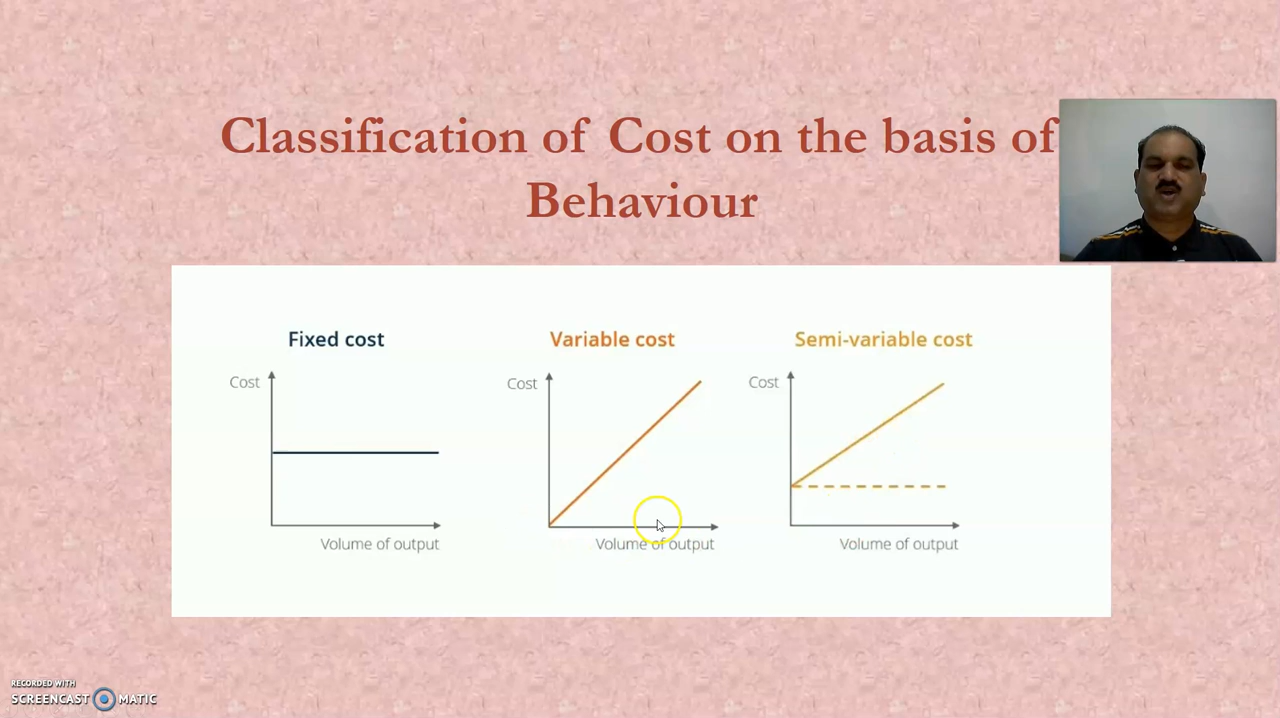 Classification of Cost on the basis of
Behaviour
Fixed cost
Variable cost
Semi-variable cost
Cost
Cost
Cost
Volume of output
Volume of output
Volume of output
RECORDED WITH
SCREENCAST MATIC